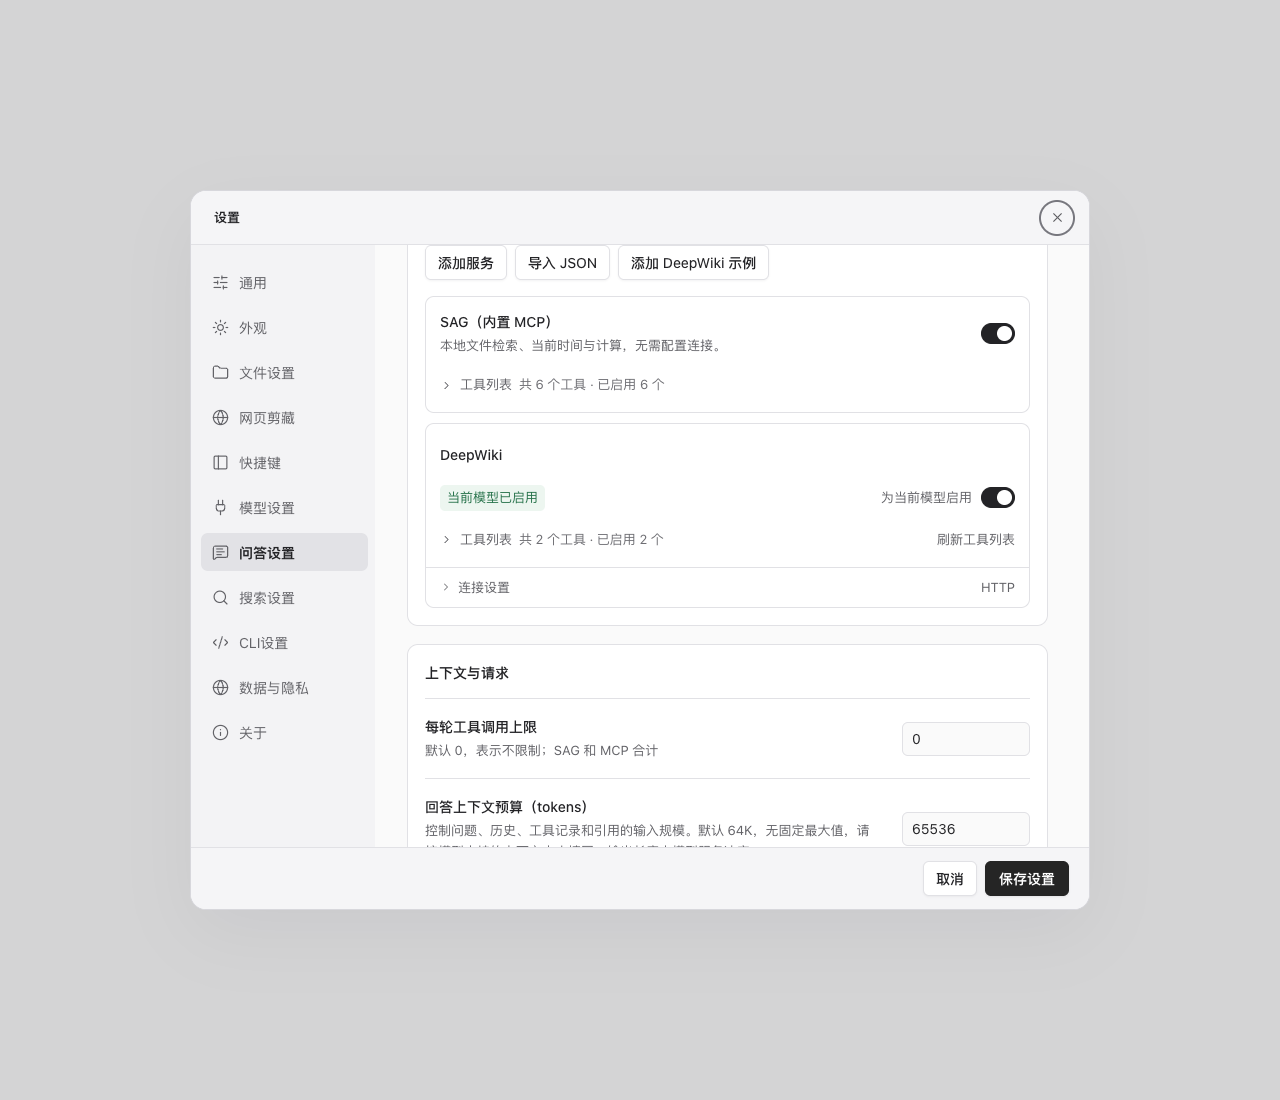 设置
通用
外观
文件设置
网页剪藏
快捷键
模型设置
问答设置
搜索设置
CLI设置
数据与隐私
关于
添加服务 导入 JSON 添加 DeepWiki 示例
SAG（内置 MCP）
本地文件检索、当前时间与计算，无需配置连接。
工具列表 共 6 个工具 · 已启用 6 个
DeepWiki
当前模型已启用 为当前模型启用
工具列表 共 2 个工具 · 已启用 2 个 刷新工具列表
连接设置 HTTP
上下文与请求
每轮工具调用上限
默认 0，表示不限制；SAG 和 MCP 合计
0
回答上下文预算（tokens）
控制问题、历史、工具记录和引用的输入规模。默认 64K，无固定最大值，请
65536
取消 保存设置